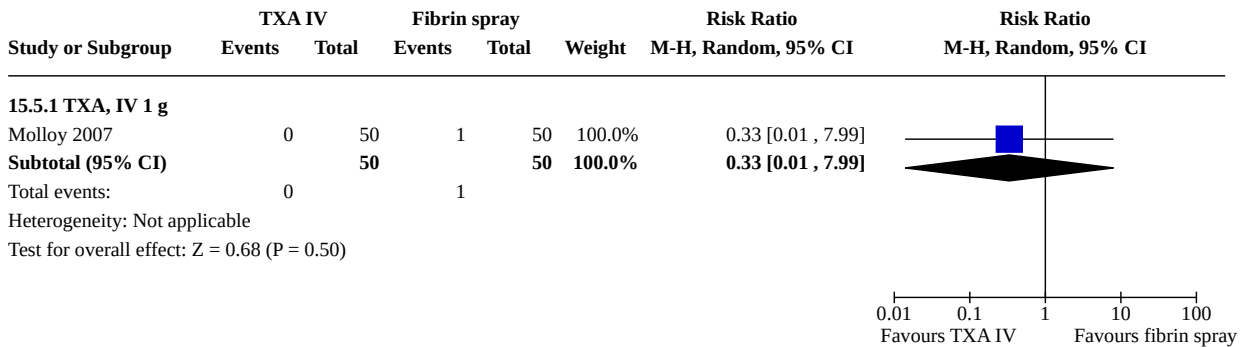 TXA IV Fibrin spray Risk Ratio Risk Ratio
Study or Subgroup Events Total Events Total Weight M-H, Random, 95% CI M-H, Random, 95% CI
15.5.1 TXA, IV 1 g
Molloy 2007 0 50 1 50 100.0% 0.33 [0.01 , 7.99]
Subtotal (95% CI) 50 50 100.0% 0.33 [0.01 , 7.99]
Total events: 0 1
Heterogeneity: Not applicable
Test for overall effect: Z = 0.68 (P = 0.50)
0.01 0.1 1 10 100
Favours TXA IV Favours fibrin spray